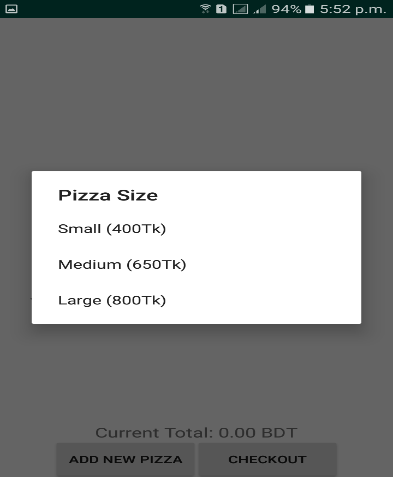 1 94% 5:52 p.m.
Pizza Size
Small (400Tk)
Medium (650Tk)
Large (800Tk)
Current Total: 0.00 BDT
ADD NEW PIZZA CHECKOUT